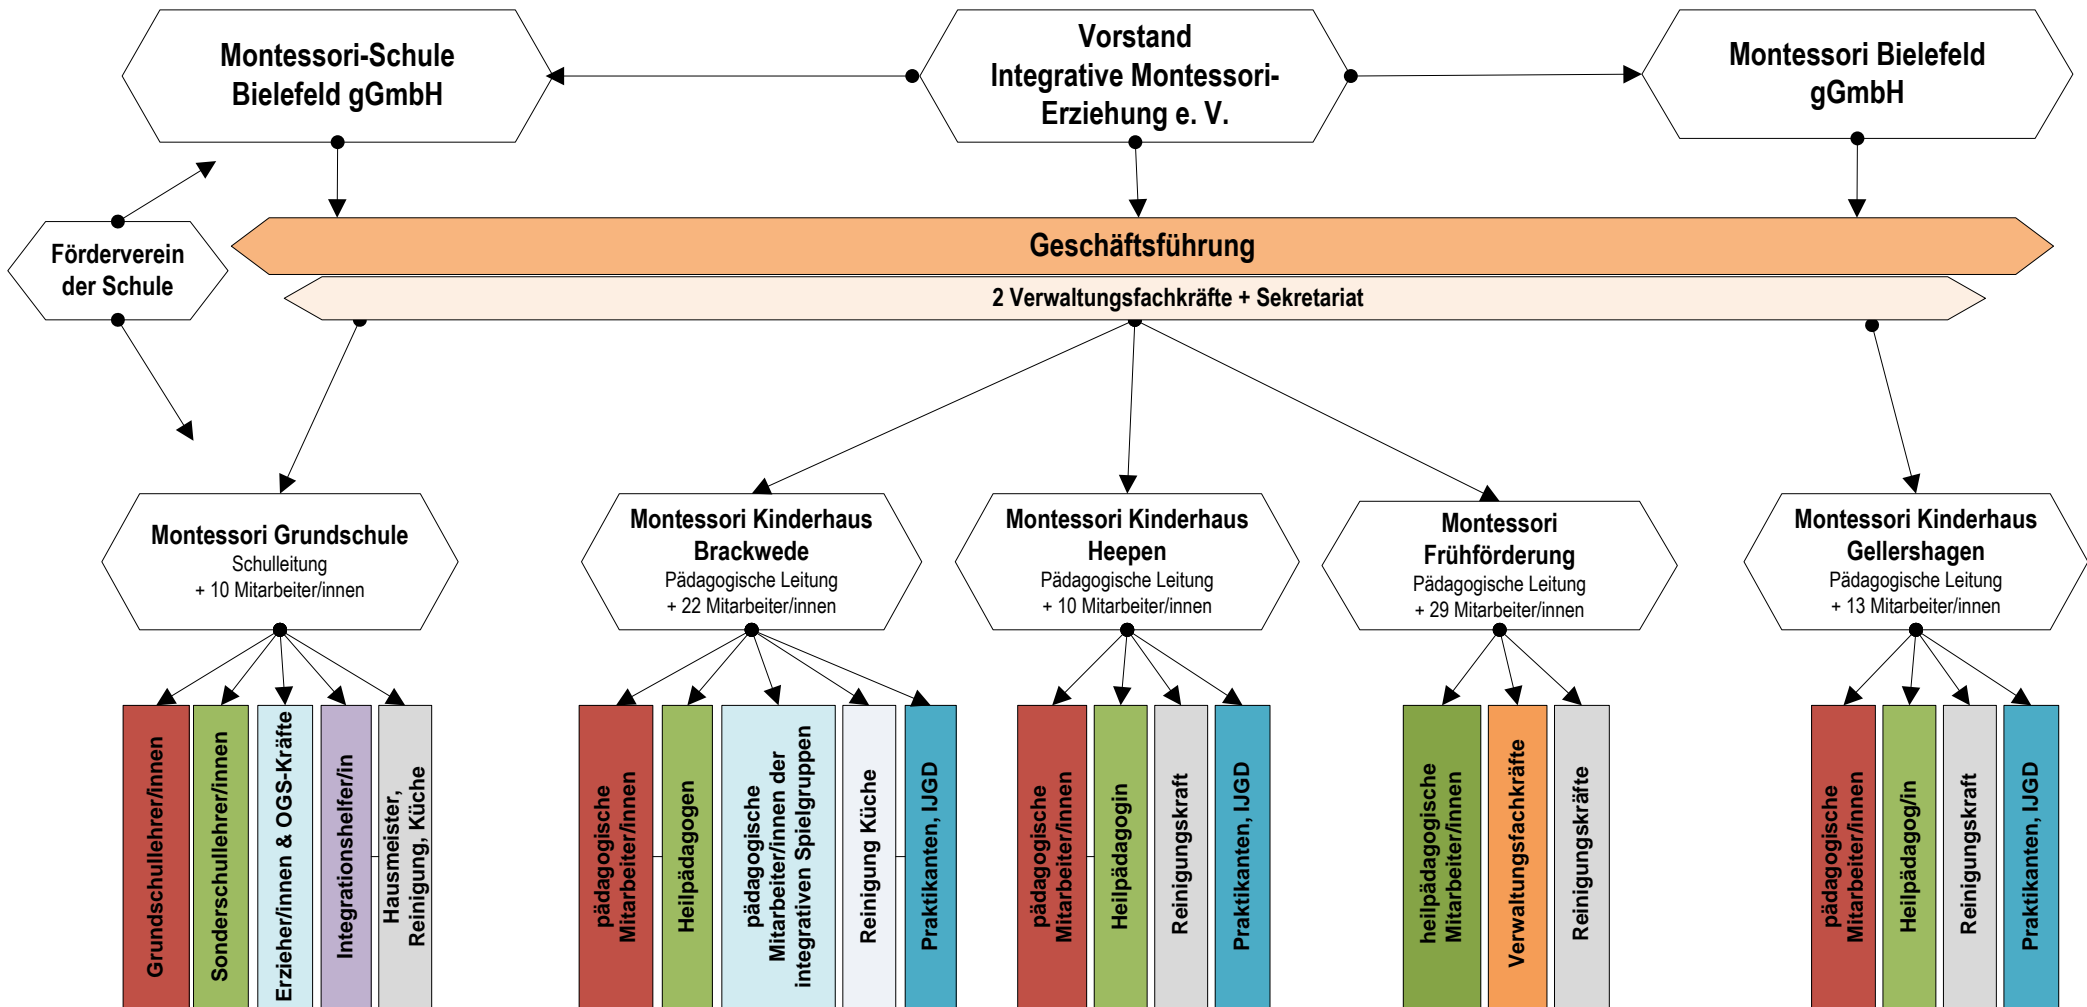 Montessori-Schule
Bielefeld gGmbH
Vorstand
Integrative Montessori-
Erziehung e. V.
Montessori Bielefeld
gGmbH
Förderverein
der Schule
Geschäftsführung
2 Verwaltungsfachkräfte + Sekretariat
Montessori Grundschule
Schulleitung
+ 10 Mitarbeiter/innen
Montessori Kinderhaus
Brackwede
Pädagogische Leitung
+ 22 Mitarbeiter/innen
Montessori Kinderhaus
Heepen
Pädagogische Leitung
+ 10 Mitarbeiter/innen
Montessori
Frühförderung
Pädagogische Leitung
+ 29 Mitarbeiter/innen
Montessori Kinderhaus
Gellershagen
Pädagogische Leitung
+ 13 Mitarbeiter/innen
Grundschullehrer/innen
Sonderschullehrer/innen
Erzieher/innen & OGS-Kräfte
Integrationshelfer/in
Hausmeister,
Reinigung, Küche
pädagogische
Mitarbeiter/innen
Heilpädagogen
pädagogische
Mitarbeiter/innen der
integrativen Spielgruppen
Reinigung Küche
Praktikanten, IJGD
pädagogische
Mitarbeiter/innen
Heilpädagogin
Reinigungskraft
Praktikanten, IJGD
heilpädagogische
Mitarbeiter/innen
Verwaltungsfachkräfte
Reinigungskräfte
pädagogische
Mitarbeiter/innen
Heilpädagog/in
Reinigungskraft
Praktikanten, IJGD